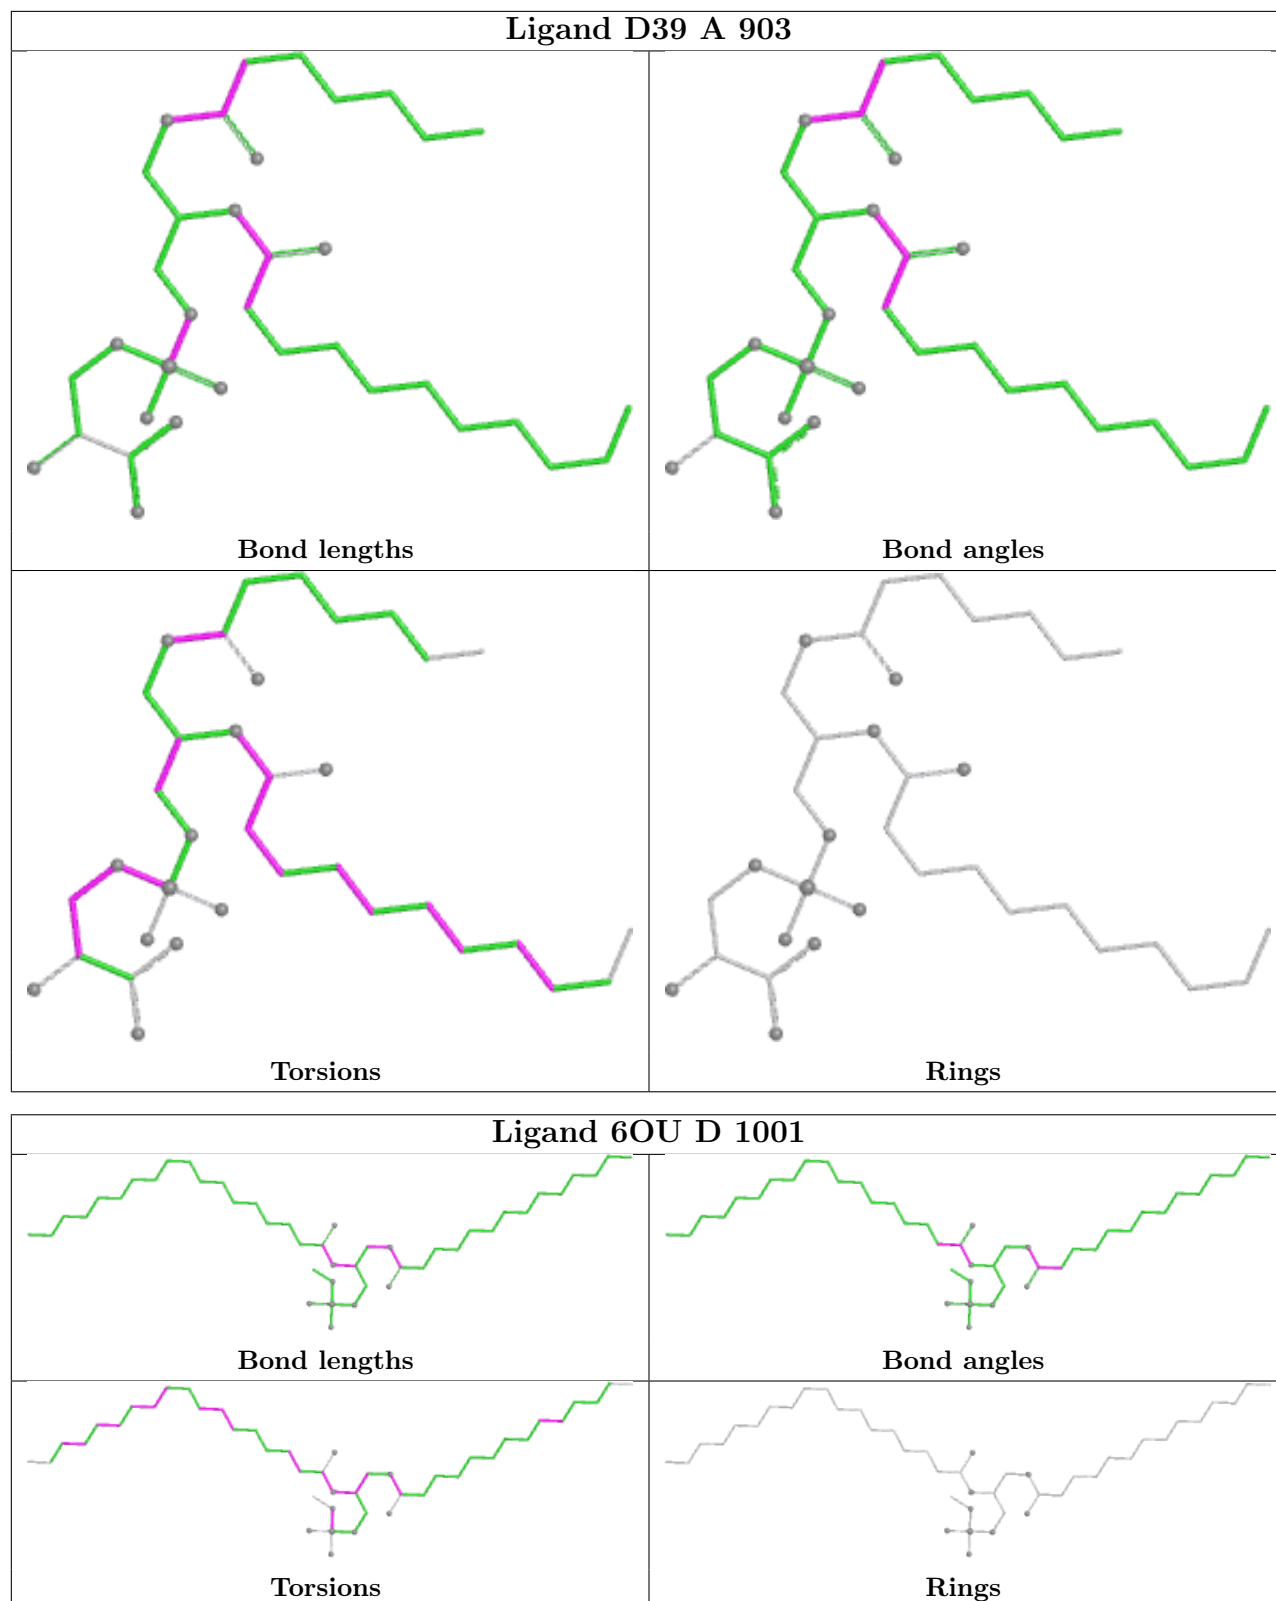 Ligand D39 A 903
Bond lengths
Bond angles
Torsions
Rings
Ligand 6OU D 1001
Bond lengths
Bond angles
Torsions
Rings